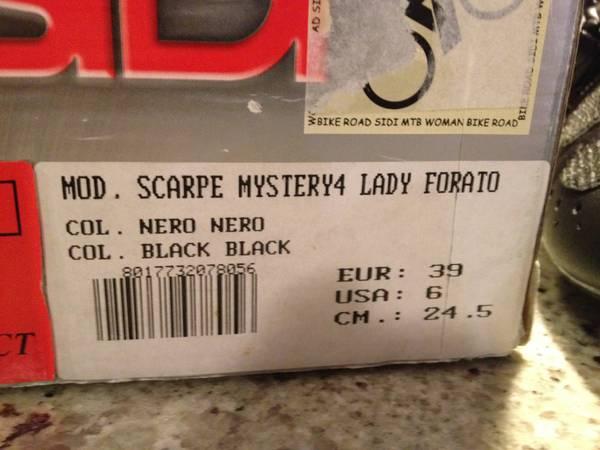 BIKE ROAD SIDI MTB WOMAN BIKE ROAD
MOD. SCARPE MYSTERY4 LADY FORATO
COL. NERO NERO
COL. BLACK BLACK
8017732078056
EUR: 39
USA: 6
CM.: 24.5
CT